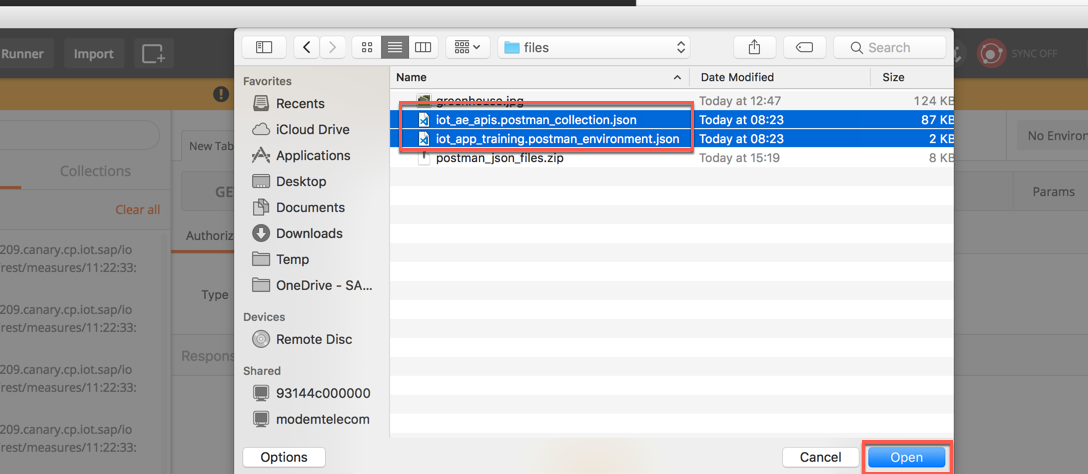 Runner
Import
files
Search
SYNC OFF
Favorites
Recents
iCloud Drive
Applications
Desktop
Documents
Downloads
Temp
OneDrive - SA...
Devices
Remote Disc
Shared
93144c000000
modemtelecom
Name
Date Modified
Size
greenhouse.jpg
Today at 12:47
124 KB
iot_ae_apis.postman_collection.json
Today at 08:23
87 KB
iot_app_training.postman_environment.json
Today at 08:23
2 KB
postman_json_files.zip
Today at 15:19
8 KB
Options
Cancel
Open
Collections
Clear all
209.canary.cp.iot.sap/io
rest/measures/11:22:33:
209.canary.cp.iot.sap/io
rest/measures/11:22:33:
209.canary.cp.iot.sap/io
rest/measures/11:22:33:
209.canary.cp.iot.sap/io
New Tab
GE
Authoriz
Type
Respons
No Environ
Params